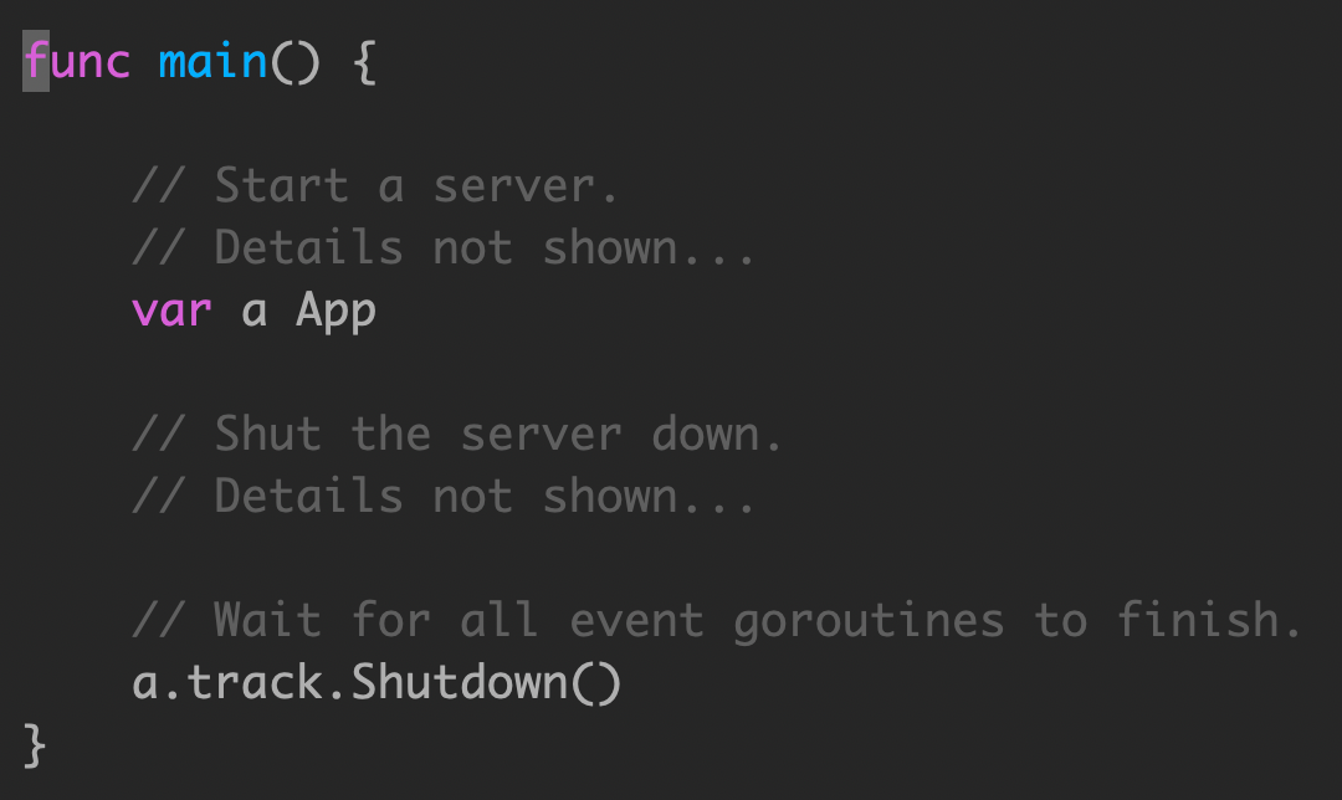 func main() {
// Start a server.
// Details not shown...
var a App
// Shut the server down.
// Details not shown...
// Wait for all event goroutines to finish.
a.track.Shutdown()
}